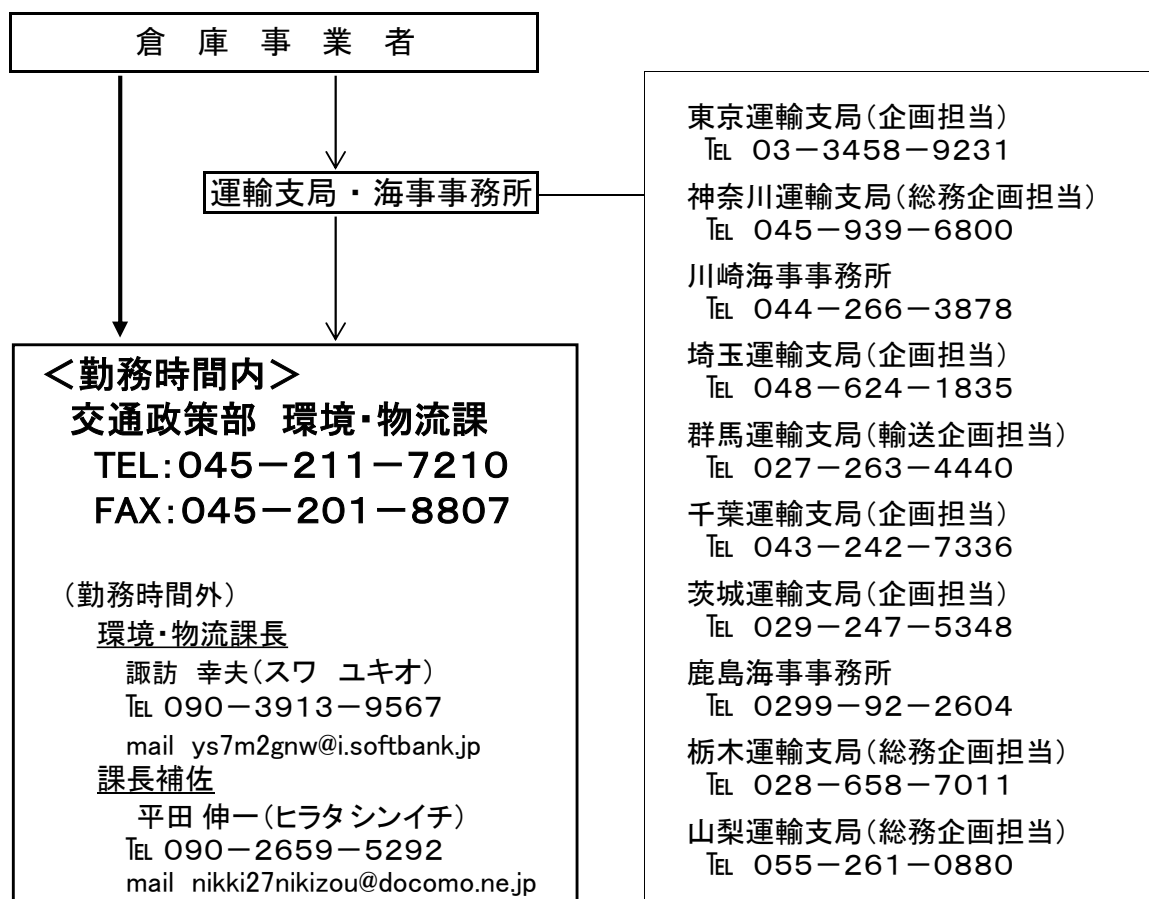 倉　庫　事　業　者
運輸支局・海事事務所
＜勤務時間内＞
交通政策部　環境・物流課
TEL：045－211－7210
FAX：045－201－8807
（勤務時間外）
環境・物流課長
諏訪　幸夫（スワ　ユキオ）
℡ 090－3913－9567
mail ys7m2gnw@i.softbank.jp
課長補佐
平田 伸一（ヒラタ シンイチ）
℡ 090－2659－5292
mail nikki27nikizou@docomo.ne.jp
東京運輸支局（企画担当）
℡ 03－3458－9231
神奈川運輸支局（総務企画担当）
℡ 045－939－6800
川崎海事事務所
℡ 044－266－3878
埼玉運輸支局（企画担当）
℡ 048－624－1835
群馬運輸支局（輸送企画担当）
℡ 027－263－4440
千葉運輸支局（企画担当）
℡ 043－242－7336
茨城運輸支局（企画担当）
℡ 029－247－5348
鹿島海事事務所
℡ 0299－92－2604
栃木運輸支局（総務企画担当）
℡ 028－658－7011
山梨運輸支局（総務企画担当）
℡ 055－261－0880